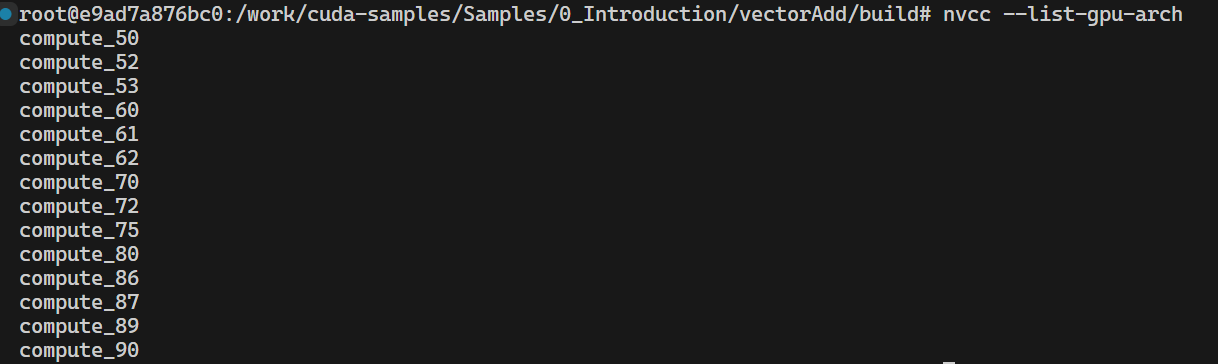 root@e9ad7a876bc0:/work/cuda-samples/Samples/0_Introduction/vectorAdd/build# nvcc --list-gpu-arch
compute_50
compute_52
compute_53
compute_60
compute_61
compute_62
compute_70
compute_72
compute_75
compute_80
compute_86
compute_87
compute_89
compute_90